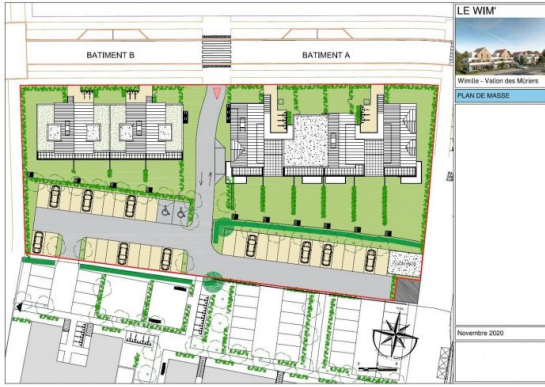 LE WIM'
BATIMENT B
BATIMENT A
Wimille - Vallon des Mûriers
PLAN DE MASSE
Novembre 2020